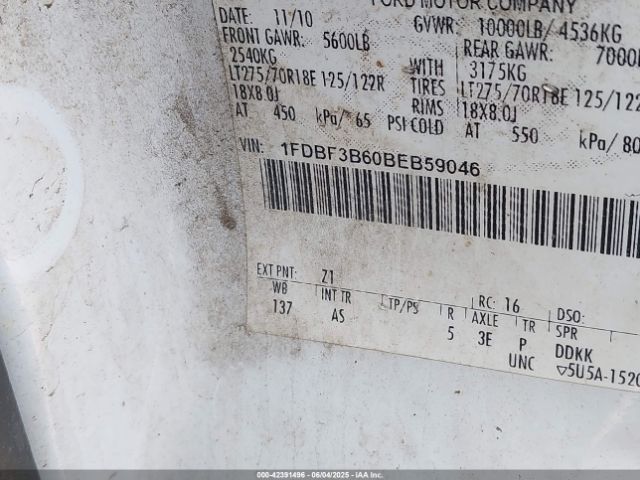 FORD MOTOR COMPANY
DATE: 11/10 GVWR: 10000LB/ 4536KG
FRONT GAWR: 5600LB REAR GAWR: 7000
2540KG WITH 3175KG
LT275/70R18E 125/122R TIRES LT275/70R18E 125/122
18X8.0J RIMS 18X8.0J
AT 450 kPa/ 65 PSI COLD AT 550 kPa/ 80
VIN: 1FDBF3B60BEB59046
EXT PNT: Z1 RC: 16 DSO:
WB INT TR TP/PS R AXLE TR SPR
137 AS 5 3E P DDKK
UNC ▽5U5A-1520
00-42391496 - 06/04/2025 - IAAI.COM